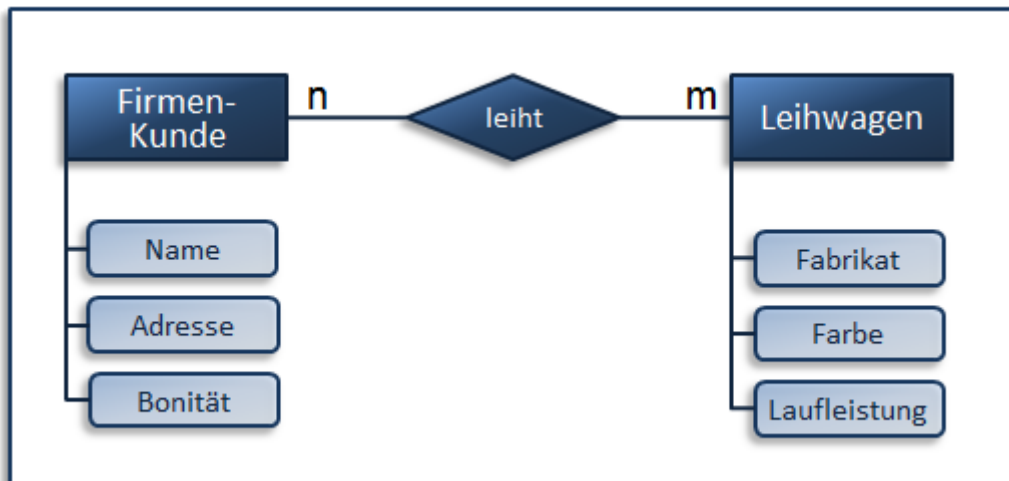 Firmen-
Kunde
n
leiht
m
Leihwagen
Name
Adresse
Bonität
Fabrikat
Farbe
Laufleistung